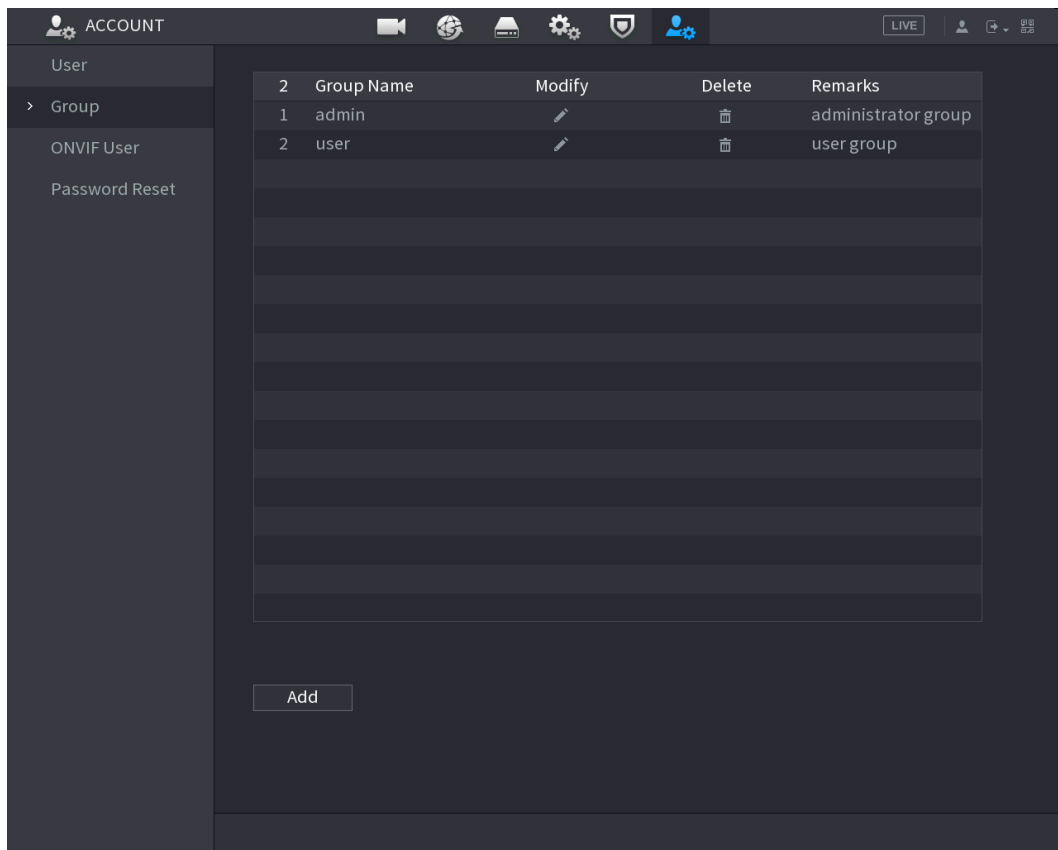 ACCOUNT
LIVE
User
Group
ONVIF User
Password Reset
2 Group Name Modify Delete Remarks
1 admin administrator group
2 user user group
Add